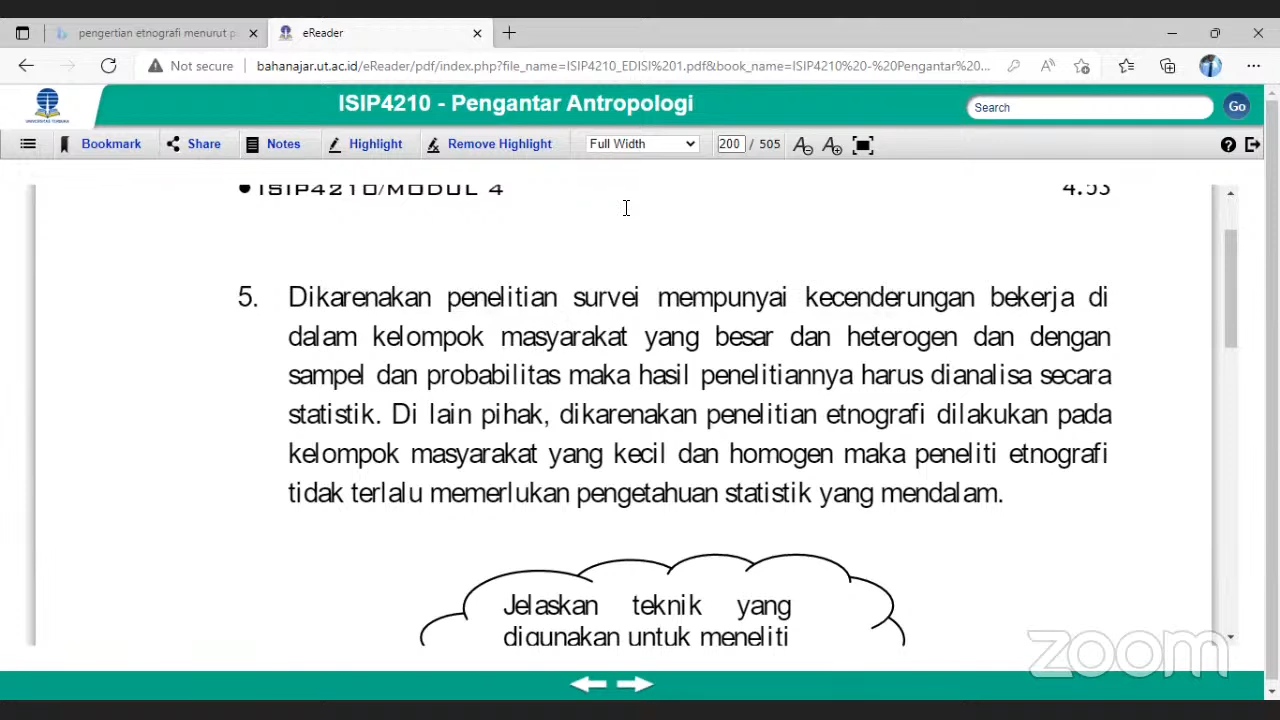 pengertian etnografi menurut p
eReader
Not secure
bahanajar.ut.ac.id/eReader/pdf/index.php?file_name=ISIP4210_EDISI%201.pdf&book_name=ISIP4210%20-%20Pengantar%20...
ISIP4210 - Pengantar Antropologi
Search
Go
Bookmark
Share
Notes
Highlight
Remove Highlight
Full Width
200 / 505
ISIP4210/MODUL 4
4.53
5. Dikarenakan penelitian survei mempunyai kecenderungan bekerja di
dalam kelompok masyarakat yang besar dan heterogen dan dengan
sampel dan probabilitas maka hasil penelitiannya harus dianalisa secara
statistik. Di lain pihak, dikarenakan penelitian etnografi dilakukan pada
kelompok masyarakat yang kecil dan homogen maka peneliti etnografi
tidak terlalu memerlukan pengetahuan statistik yang mendalam.
Jelaskan teknik yang
digunakan untuk meneliti
zoom